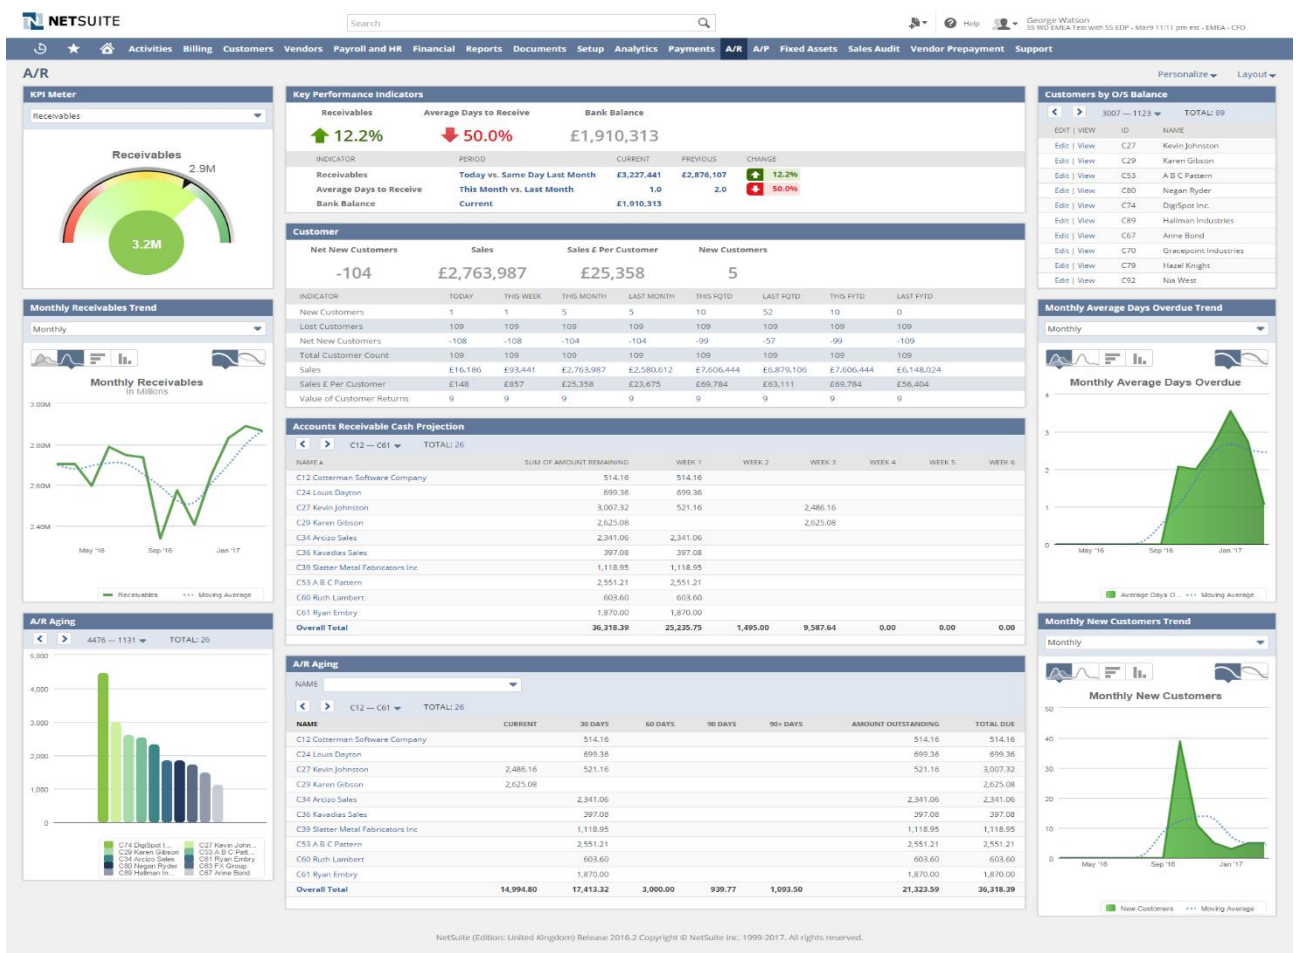 NETSUITE
Search
Help
George Watson
SS WD EMEA Test with SS EDP - Mar9 11:11 pm est - EMEA - CFO
Activities Billing Customers Vendors Payroll and HR Financial Reports Documents Setup Analytics Payments A/R A/P Fixed Assets Sales Audit Vendor Prepayment Support
A/R
Personalize Layout
KPI Meter
Receivables
Receivables
2.9M
3.2M
Key Performance Indicators
Receivables Average Days to Receive Bank Balance
12.2% 50.0% £1,910,313
INDICATOR PERIOD CURRENT PREVIOUS CHANGE
Receivables Today vs. Same Day Last Month £3,227,441 £2,876,107 12.2%
Average Days to Receive This Month vs. Last Month 1.0 2.0 50.0%
Bank Balance Current £1,910,313
Customers by O/S Balance
3007 — 1123 TOTAL: 89
EDIT | VIEW ID NAME
Edit | View C27 Kevin Johnston
Edit | View C29 Karen Gibson
Edit | View C53 A B C Pattern
Edit | View C80 Negan Ryder
Edit | View C74 DigiSpot Inc.
Edit | View C89 Hallman Industries
Edit | View C67 Anne Bond
Edit | View C70 Gracepoint Industries
Edit | View C79 Hazel Knight
Edit | View C92 Nia West
Customer
Net New Customers Sales Sales £ Per Customer New Customers
-104 £2,763,987 £25,358 5
INDICATOR TODAY THIS WEEK THIS MONTH LAST MONTH THIS FQTD LAST FQTD THIS FYTD LAST FYTD
New Customers 1 1 5 5 10 52 10 0
Lost Customers 109 109 109 109 109 109 109 109
Net New Customers -108 -108 -104 -104 -99 -57 -99 -109
Total Customer Count 109 109 109 109 109 109 109 109
Sales £16,186 £93,441 £2,763,987 £2,580,612 £7,606,444 £6,879,106 £7,606,444 £6,148,024
Sales £ Per Customer £148 £857 £25,358 £23,675 £69,784 £63,111 £69,784 £56,404
Value of Customer Returns 9 9 9 9 9 9 9 9
Monthly Receivables Trend
Monthly
Monthly Receivables
In Millions
3.00M
2.80M
2.60M
2.40M
May '16 Sep '16 Jan '17
Receivables Moving Average
Accounts Receivable Cash Projection
C12 — C61 TOTAL: 26
NAME SUM OF AMOUNT REMAINING WEEK 1 WEEK 2 WEEK 3 WEEK 4 WEEK 5 WEEK 6
C12 Cotterman Software Company 514.16 514.16
C24 Louis Dayton 699.36 699.36
C27 Kevin Johnston 3,007.32 521.16 2,486.16
C29 Karen Gibson 2,625.08 2,625.08
C34 Arcizo Sales 2,341.06 2,341.06
C36 Kavadias Sales 397.08 397.08
C39 Slatter Metal Fabricators Inc 1,118.95 1,118.95
C53 A B C Pattern 2,551.21 2,551.21
C60 Ruth Lambert 603.60 603.60
C61 Ryan Embry 1,870.00 1,870.00
Overall Total 36,318.39 25,235.75 1,495.00 9,587.64 0.00 0.00 0.00
Monthly Average Days Overdue Trend
Monthly
Monthly Average Days Overdue
4
3
2
1
0
May '16 Sep '16 Jan '17
Average Days O... Moving Average
A/R Aging
4476 — 1131 TOTAL: 26
5,000
4,000
3,000
2,000
1,000
0
C74 DigiSpot I... C27 Kevin John...
C29 Karen Gibson C53 A B C Patt...
C34 Arcizo Sales C61 Ryan Embry
C80 Negan Ryder C63 FX Group
C89 Hallman In... C67 Anne Bond
A/R Aging
NAME
C12 — C61 TOTAL: 26
NAME CURRENT 30 DAYS 60 DAYS 90 DAYS 90+ DAYS AMOUNT OUTSTANDING TOTAL DUE
C12 Cotterman Software Company 514.16 514.16 514.16
C24 Louis Dayton 699.36 699.36 699.36
C27 Kevin Johnston 2,486.16 521.16 521.16 3,007.32
C29 Karen Gibson 2,625.08 2,625.08
C34 Arcizo Sales 2,341.06 2,341.06 2,341.06
C36 Kavadias Sales 397.08 397.08 397.08
C39 Slatter Metal Fabricators Inc 1,118.95 1,118.95 1,118.95
C53 A B C Pattern 2,551.21 2,551.21 2,551.21
C60 Ruth Lambert 603.60 603.60 603.60
C61 Ryan Embry 1,870.00 1,870.00 1,870.00
Overall Total 14,994.80 17,413.32 3,000.00 939.77 1,093.50 21,323.59 36,318.39
Monthly New Customers Trend
Monthly
Monthly New Customers
50
40
30
20
10
0
May '16 Sep '16 Jan '17
New Customers Moving Average
NetSuite (Edition: United Kingdom) Release 2016.2 Copyright © NetSuite Inc. 1999-2017. All rights reserved.